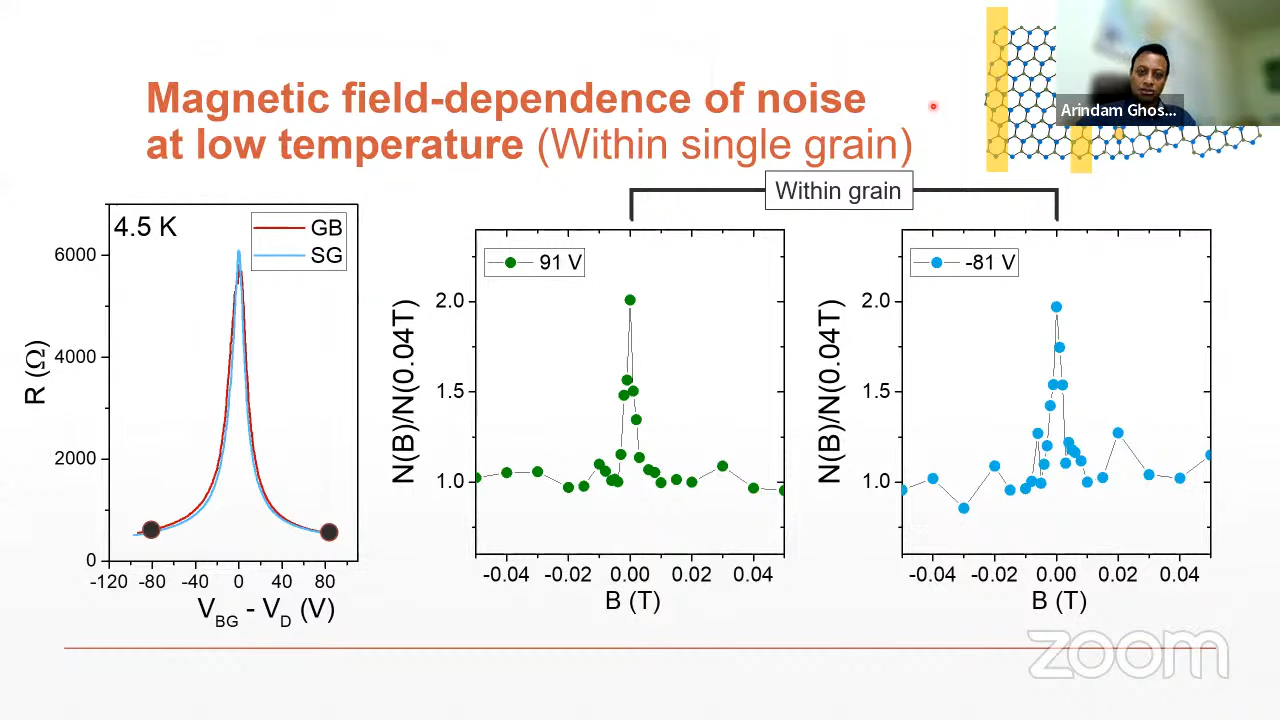 Magnetic field-dependence of noise
at low temperature (Within single grain)
Arindam Ghos...
Within grain
4.5 K
GB
SG
6000
4000
2000
0
R (Ω)
-120 -80 -40 0 40 80
VBG - VD (V)
91 V
2.0
1.5
1.0
N(B)/N(0.04T)
-0.04 -0.02 0.00 0.02 0.04
B (T)
-81 V
2.0
1.5
1.0
N(B)/N(0.04T)
-0.04 -0.02 0.00 0.02 0.04
B (T)
zoom